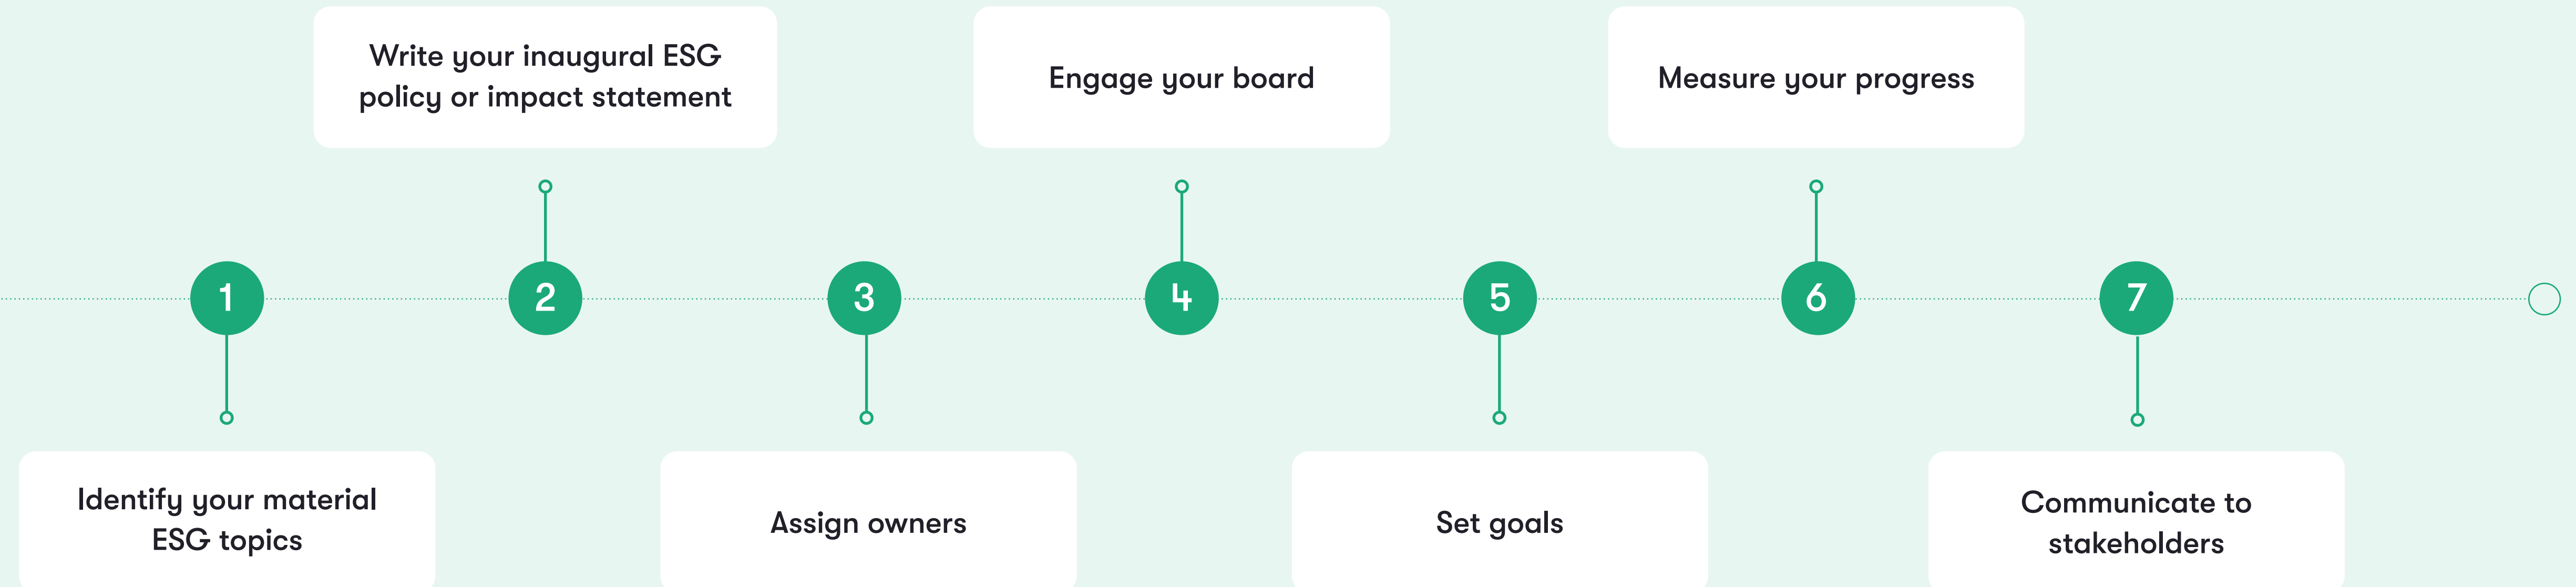 Write your inaugural ESG
policy or impact statement
Engage your board
Measure your progress
1
2
3
4
5
6
7
Identify your material
ESG topics
Assign owners
Set goals
Communicate to
stakeholders